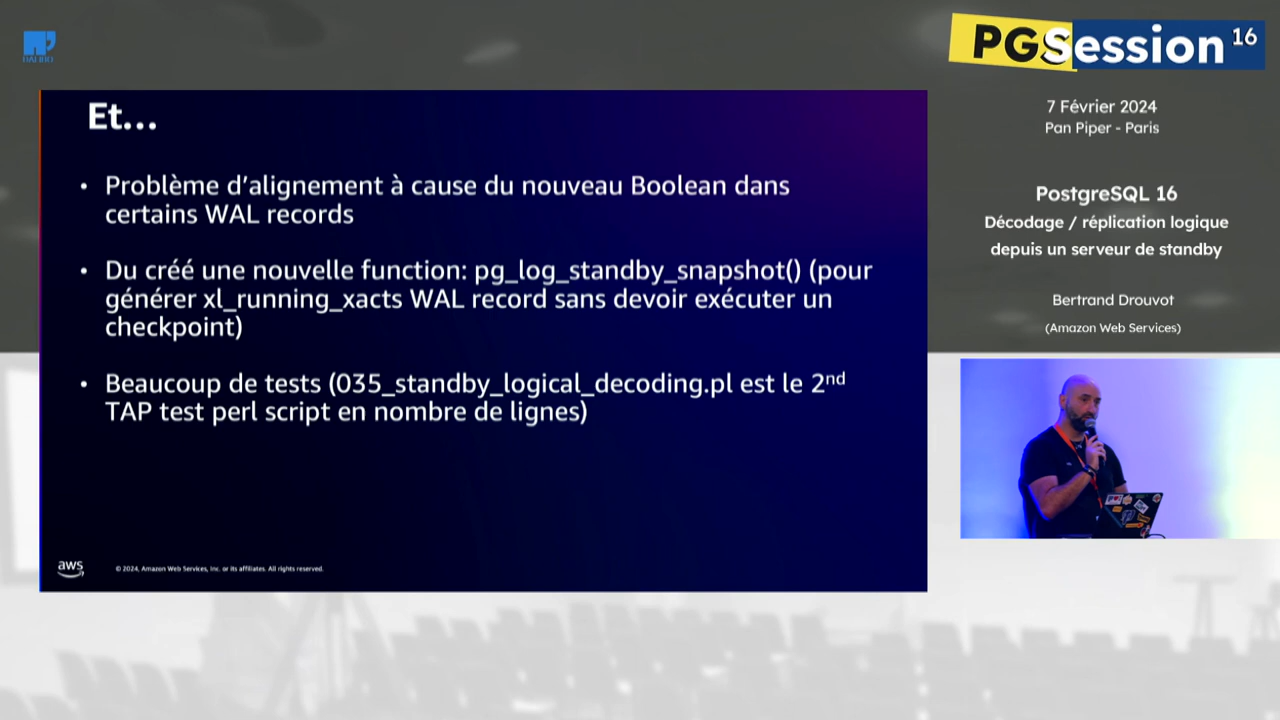 PGSession 16
7 Février 2024
Pan Piper - Paris
PostgreSQL 16
Décodage / réplication logique
depuis un serveur de standby
Bertrand Drouvot
(Amazon Web Services)
Et...
• Problème d'alignement à cause du nouveau Boolean dans
certains WAL records
• Du créé une nouvelle function: pg_log_standby_snapshot() (pour
générer xl_running_xacts WAL record sans devoir exécuter un
checkpoint)
• Beaucoup de tests (035_standby_logical_decoding.pl est le 2nd
TAP test perl script en nombre de lignes)
aws
© 2024, Amazon Web Services, Inc. or its affiliates. All rights reserved.